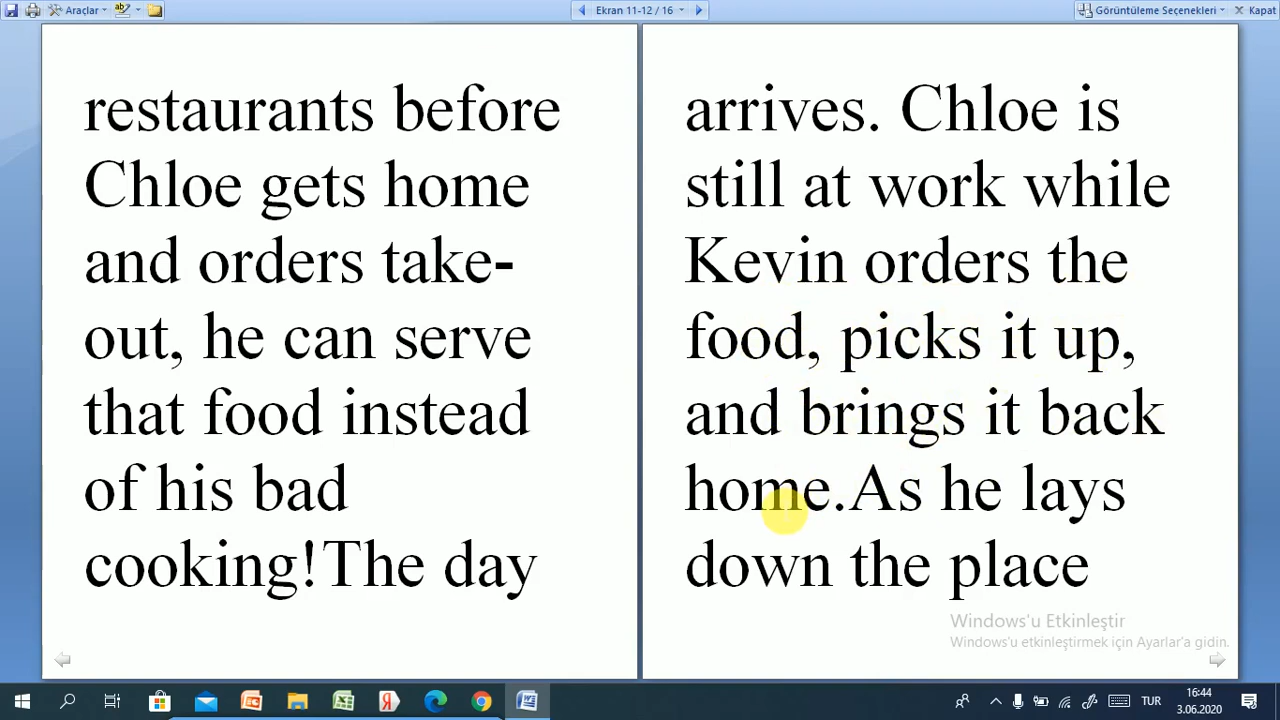 Araçlar
Ekran 11-12 / 16
Görüntüleme Seçenekleri
Kapat
restaurants before
Chloe gets home
and orders take-
out, he can serve
that food instead
of his bad
cooking!The day
arrives. Chloe is
still at work while
Kevin orders the
food, picks it up,
and brings it back
home.As he lays
down the place
Windows'u Etkinleştir
Windows'u etkinleştirmek için Ayarlar'a gidin.
TUR
16:44
3.06.2020